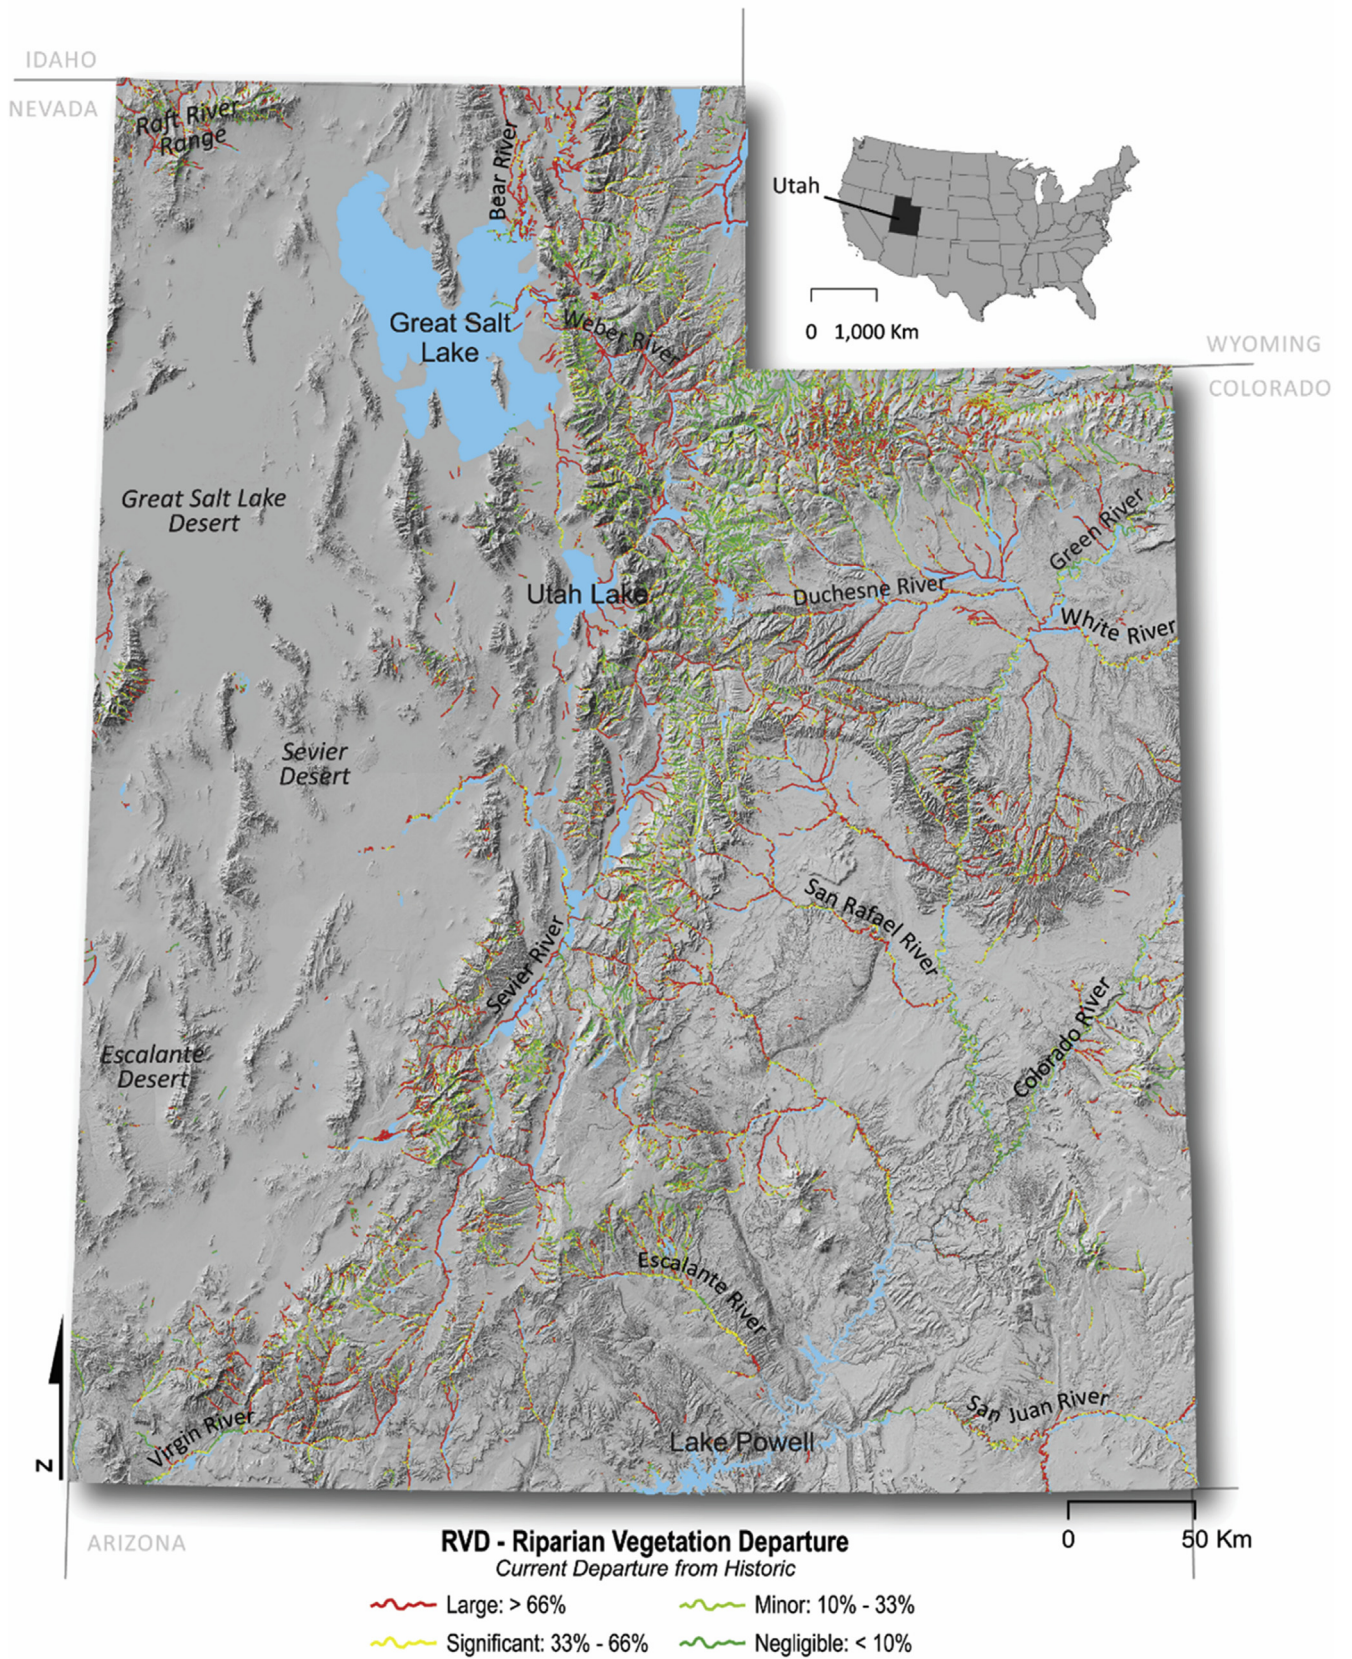 IDAHO
NEVADA
Raft River
Range
Bear River
Utah
0 1,000 Km
Great Salt
Lake
Weber River
WYOMING
COLORADO
Great Salt Lake
Desert
Green River
Utah Lake
Duchesne River
White River
Sevier
Desert
San Rafael River
Sevier River
Colorado River
Escalante
Desert
Escalante River
Virgin River
San Juan River
Lake Powell
N
ARIZONA
0 50 Km
RVD - Riparian Vegetation Departure
Current Departure from Historic
Large: > 66%
Minor: 10% - 33%
Significant: 33% - 66%
Negligible: < 10%